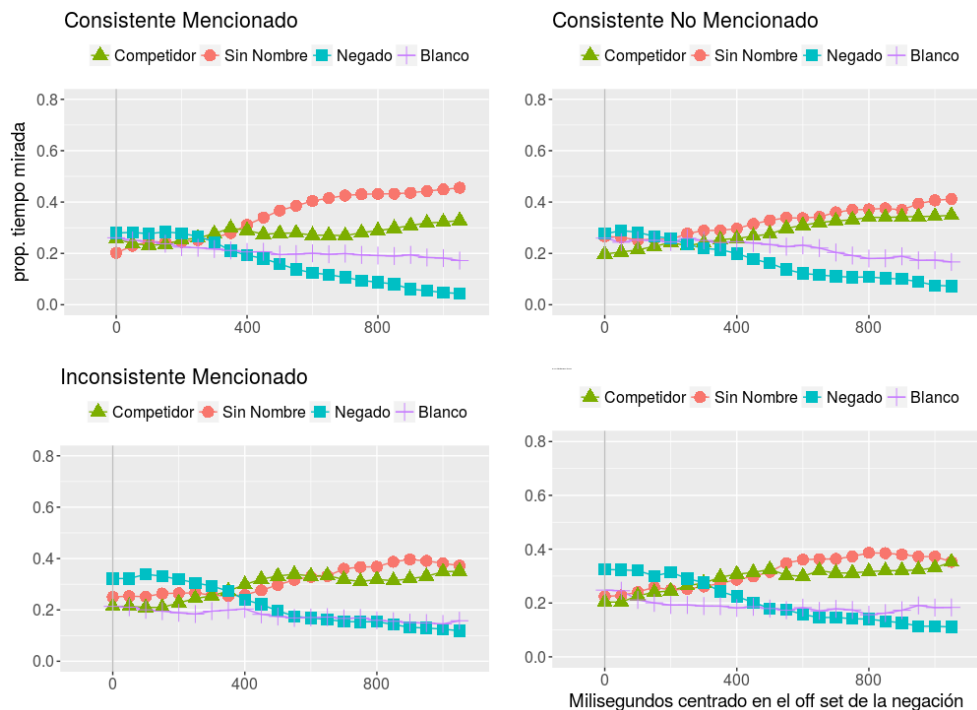 Consistente Mencionado
Competidor Sin Nombre Negado Blanco
prop. tiempo mirada
0.8
0.6
0.4
0.2
0.0
0 400 800
Consistente No Mencionado
Competidor Sin Nombre Negado Blanco
0.8
0.6
0.4
0.2
0.0
0 400 800
Inconsistente Mencionado
Competidor Sin Nombre Negado Blanco
0.8
0.6
0.4
0.2
0.0
0 400 800
Competidor Sin Nombre Negado Blanco
0.8
0.6
0.4
0.2
0.0
0 400 800
Milisegundos centrado en el off set de la negación